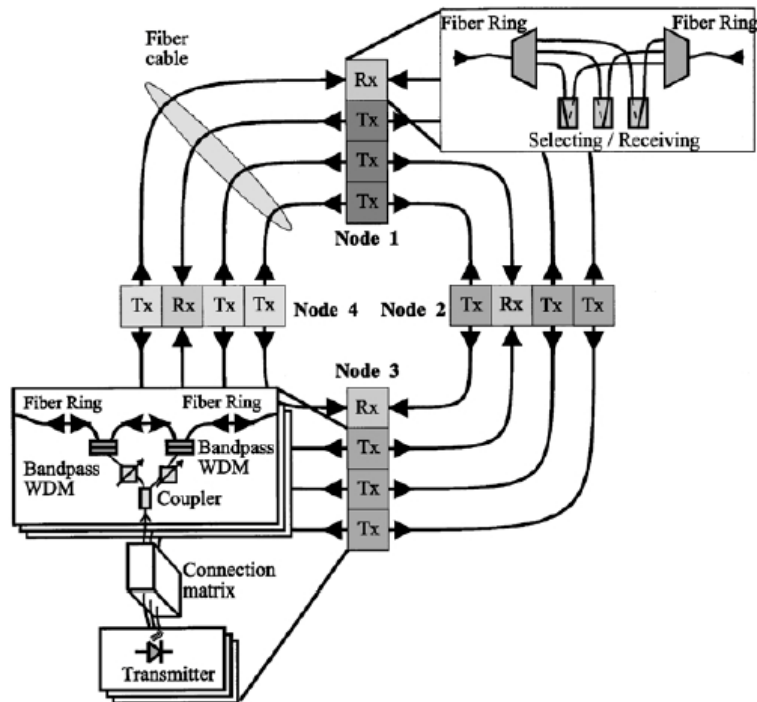 Fiber
cable
Fiber Ring
Fiber Ring
Selecting / Receiving
Rx
Tx
Tx
Tx
Node 1
Tx
Rx
Tx
Tx
Node 4
Node 2
Tx
Rx
Tx
Tx
Node 3
Rx
Tx
Tx
Tx
Fiber Ring
Fiber Ring
Bandpass
WDM
Bandpass
WDM
Coupler
Connection
matrix
Transmitter